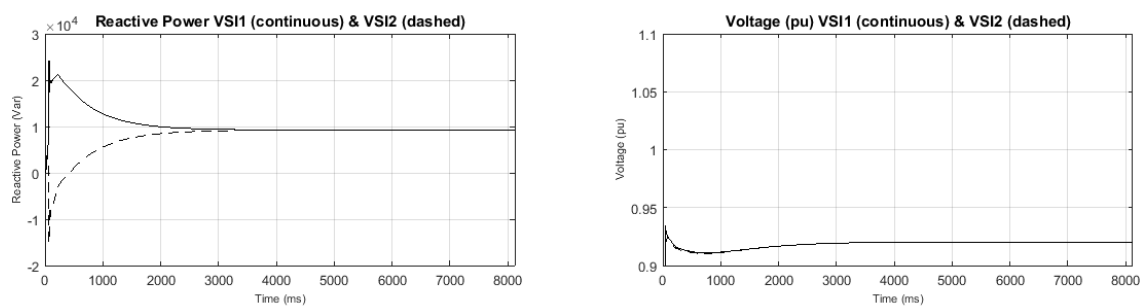 Reactive Power VSI1 (continuous) & VSI2 (dashed)
×10⁴
3
2
1
0
-1
-2
Reactive Power (Var)
0 1000 2000 3000 4000 5000 6000 7000 8000
Time (ms)
Voltage (pu) VSI1 (continuous) & VSI2 (dashed)
1.1
1.05
1
0.95
0.9
Voltage (pu)
0 1000 2000 3000 4000 5000 6000 7000 8000
Time (ms)